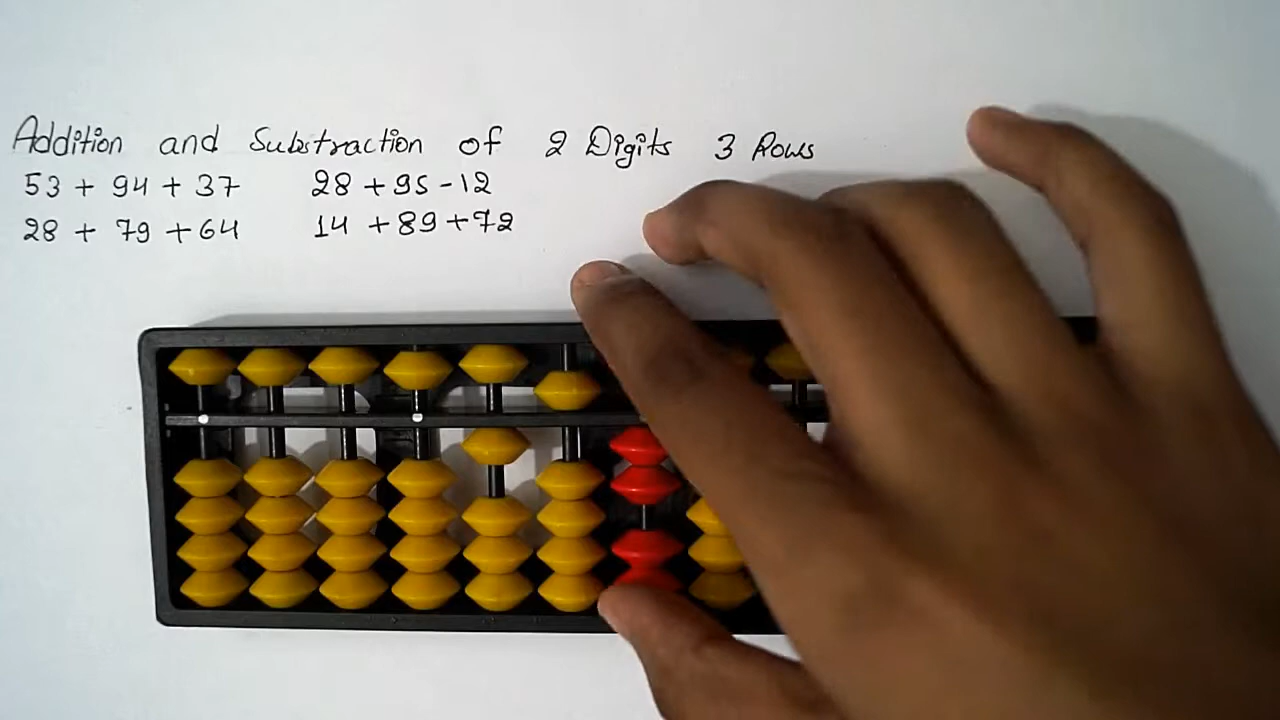 Addition and Substraction of 2 Digits 3 Rows
53 + 94 + 37 28 + 95 - 12
28 + 79 + 64 14 + 89 + 72